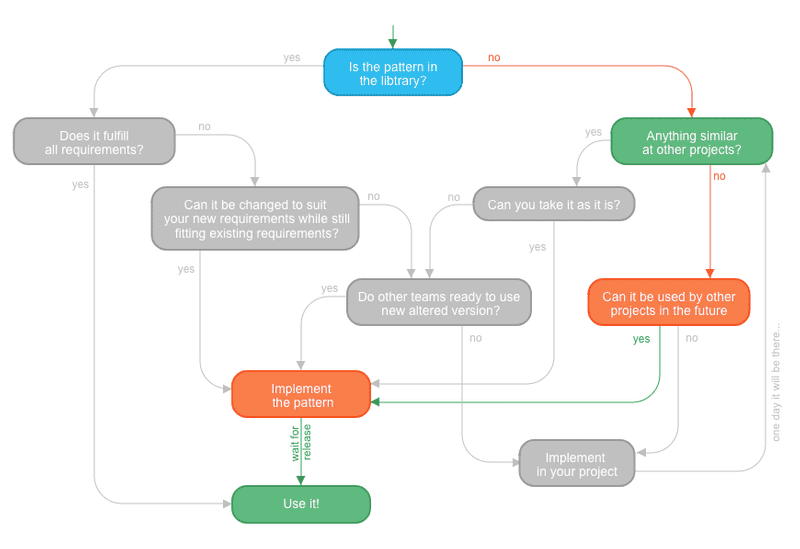 yes
no
Is the pattern in
the libtrary?
Does it fulfill
all requirements?
no
yes
Anything similar
at other projects?
yes
no
Can it be changed to suit
your new requirements while still
fitting existing requirements?
no
no
Can you take it as it is?
yes
yes
yes
Do other teams ready to use
new altered version?
Can it be used by other
projects in the future
no
yes
no
one day it will be there...
Implement
the pattern
wait for
release
Implement
in your project
Use it!